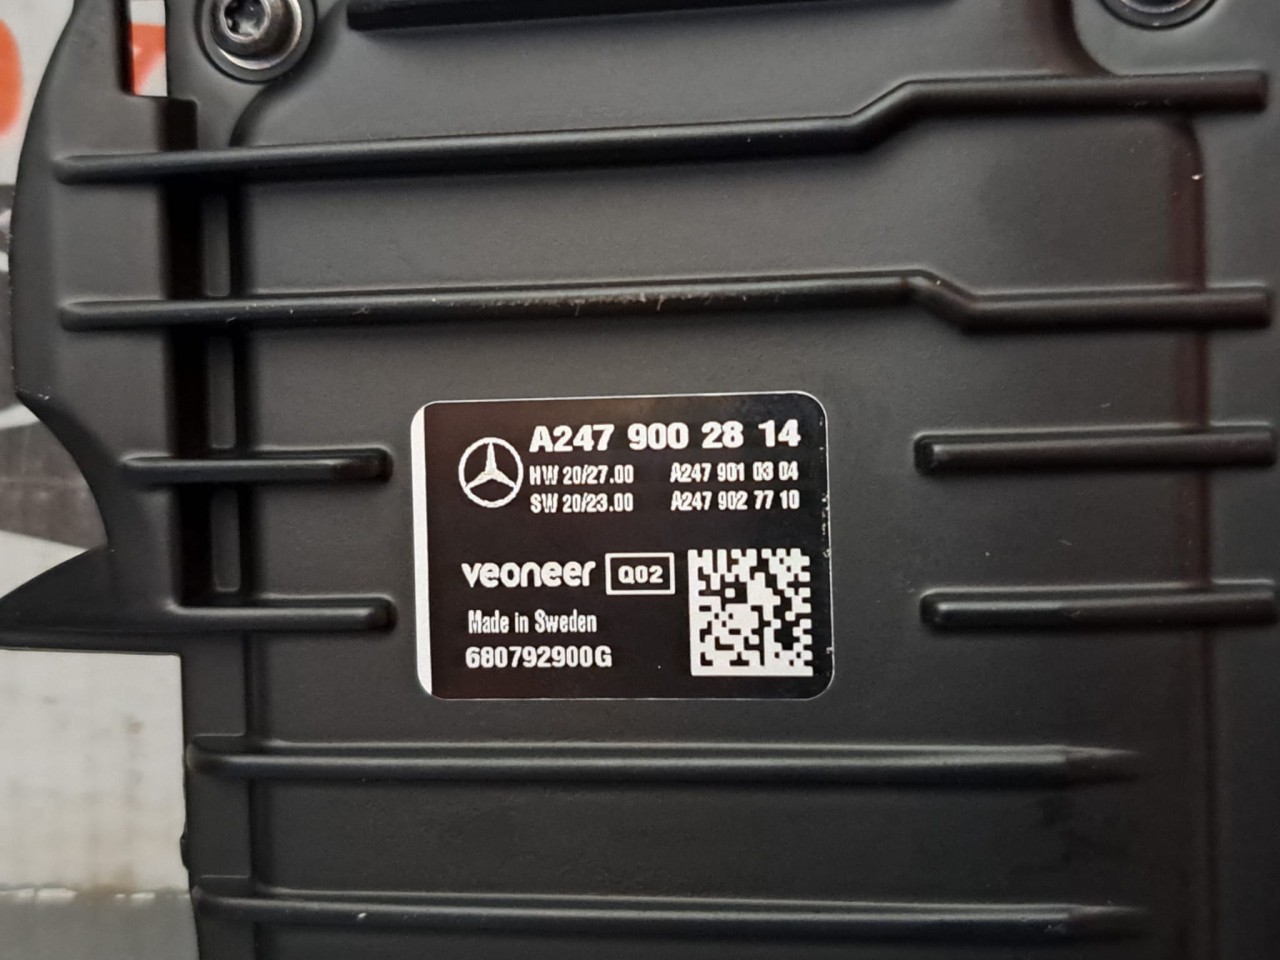 A247 900 28 14
HW 20/27.00 A247 901 03 04
SW 20/23.00 A247 902 77 10
veoneer Q02
Made in Sweden
680792900G